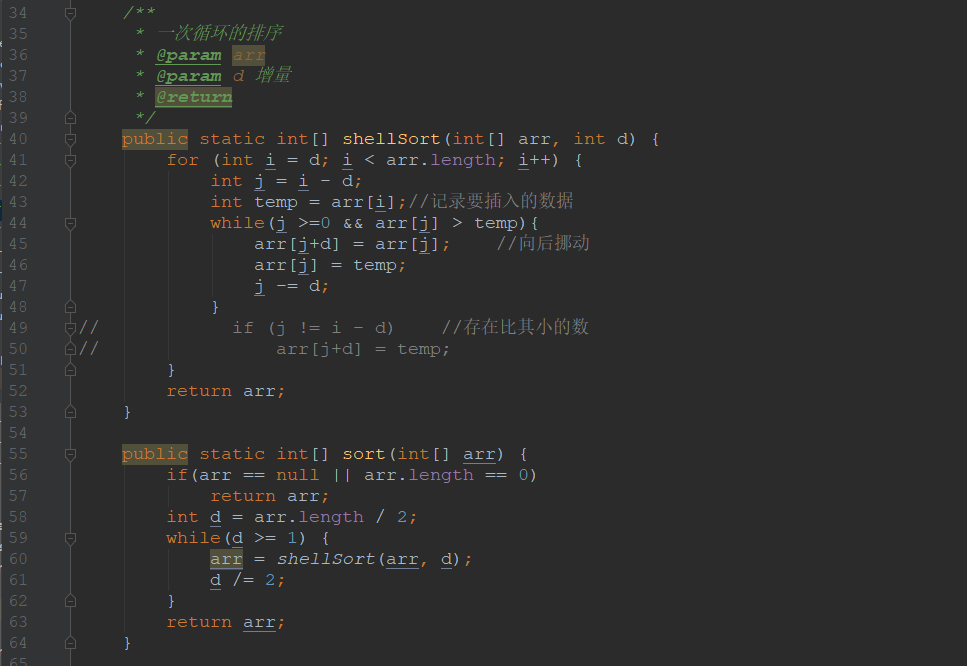 34 /**
35 * 一次循环的排序
36 * @param arr
37 * @param d 增量
38 * @return
39 */
40 public static int[] shellSort(int[] arr, int d) {
41 for (int i = d; i < arr.length; i++) {
42 int j = i - d;
43 int temp = arr[i];//记录要插入的数据
44 while(j >=0 && arr[j] > temp){
45 arr[j+d] = arr[j]; //向后挪动
46 arr[j] = temp;
47 j -= d;
48 }
49 // if (j != i - d) //存在比其小的数
50 // arr[j+d] = temp;
51 }
52 return arr;
53 }
54
55 public static int[] sort(int[] arr) {
56 if(arr == null || arr.length == 0)
57 return arr;
58 int d = arr.length / 2;
59 while(d >= 1) {
60 arr = shellSort(arr, d);
61 d /= 2;
62 }
63 return arr;
64 }
65